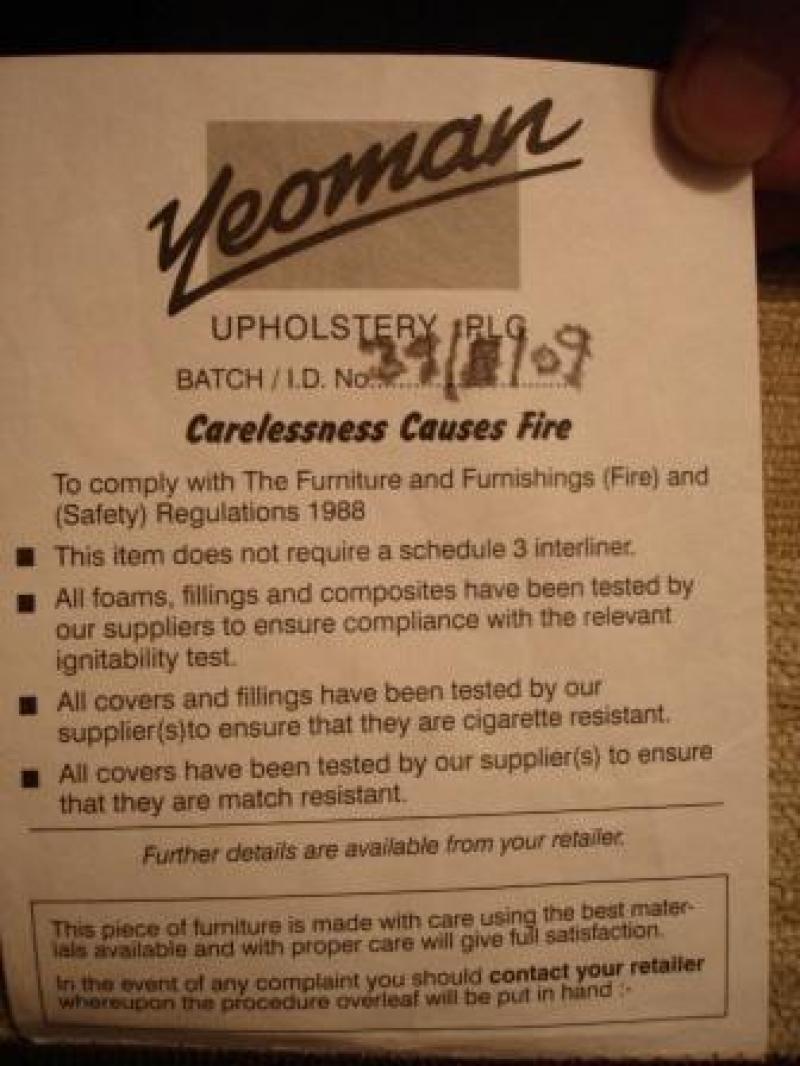 Yeoman
UPHOLSTERY PLC
BATCH / I.D. No.
Carelessness Causes Fire
To comply with The Furniture and Furnishings (Fire) and
(Safety) Regulations 1988
■ This item does not require a schedule 3 interliner.
■ All foams, fillings and composites have been tested by
our suppliers to ensure compliance with the relevant
ignitability test.
■ All covers and fillings have been tested by our
supplier(s)to ensure that they are cigarette resistant.
■ All covers have been tested by our supplier(s) to ensure
that they are match resistant.
Further details are available from your retailer.
This piece of furniture is made with care using the best mater-
ials available and with proper care will give full satisfaction.
In the event of any complaint you should contact your retailer
whereupon the procedure overleaf will be put in hand :-